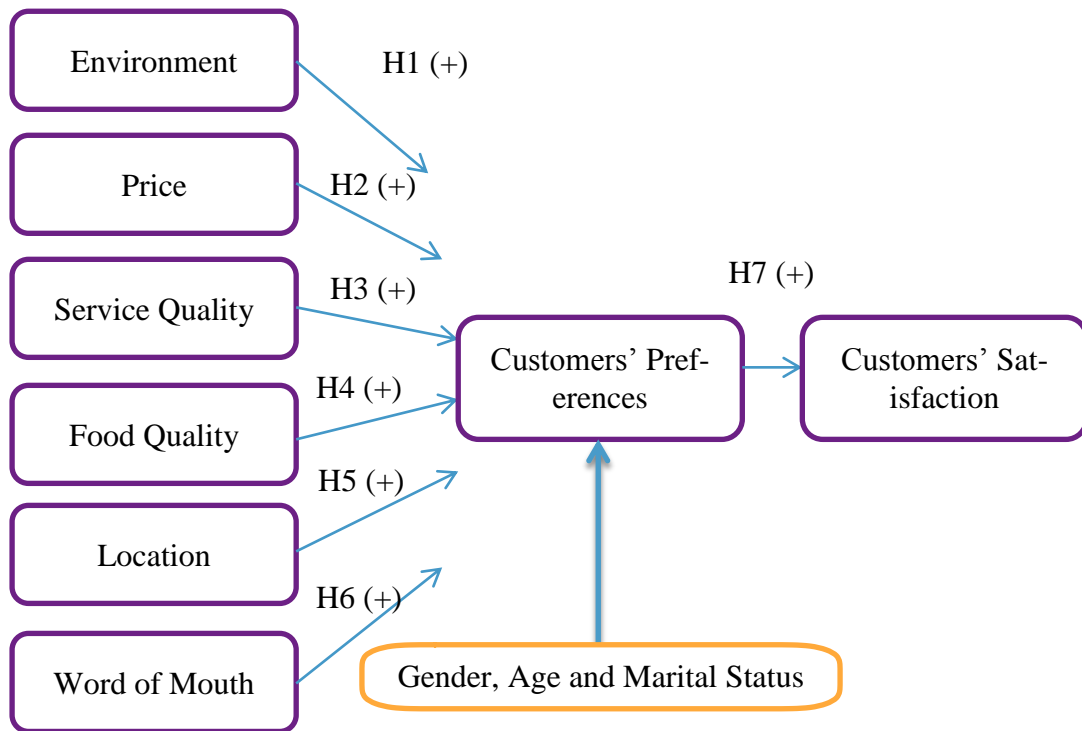 Environment
H1 (+)
Price
H2 (+)
Service Quality
H3 (+)
H7 (+)
Food Quality
H4 (+)
Customers’ Pref-
erences
Customers’ Sat-
isfaction
Location
H5 (+)
Word of Mouth
H6 (+)
Gender, Age and Marital Status